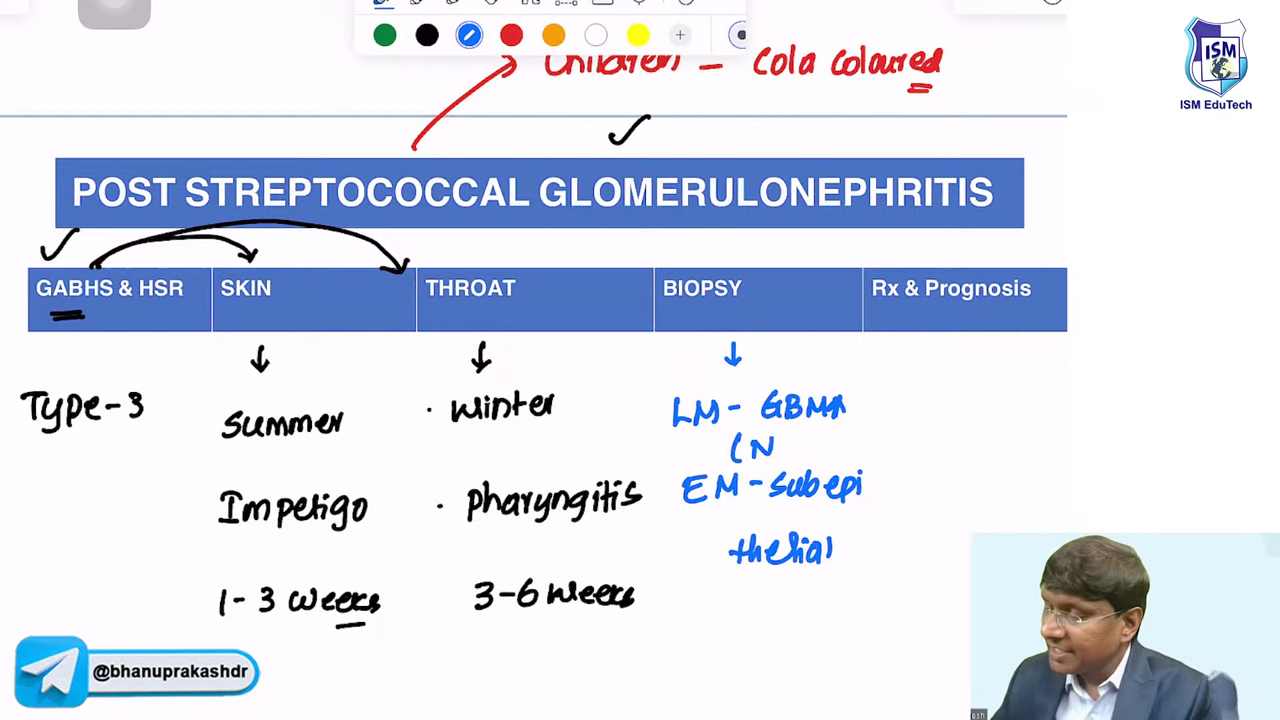 Children - Cola coloured
ISM
ISM EduTech
POST STREPTOCOCCAL GLOMERULONEPHRITIS
GABHS & HSR SKIN THROAT BIOPSY Rx & Prognosis
Type-3
Summer
Impetigo
1-3 weeks
· Winter
· Pharyngitis
3-6 weeks
LM-
(N
EM-Subepi
thelial
@bhanuprakashdr